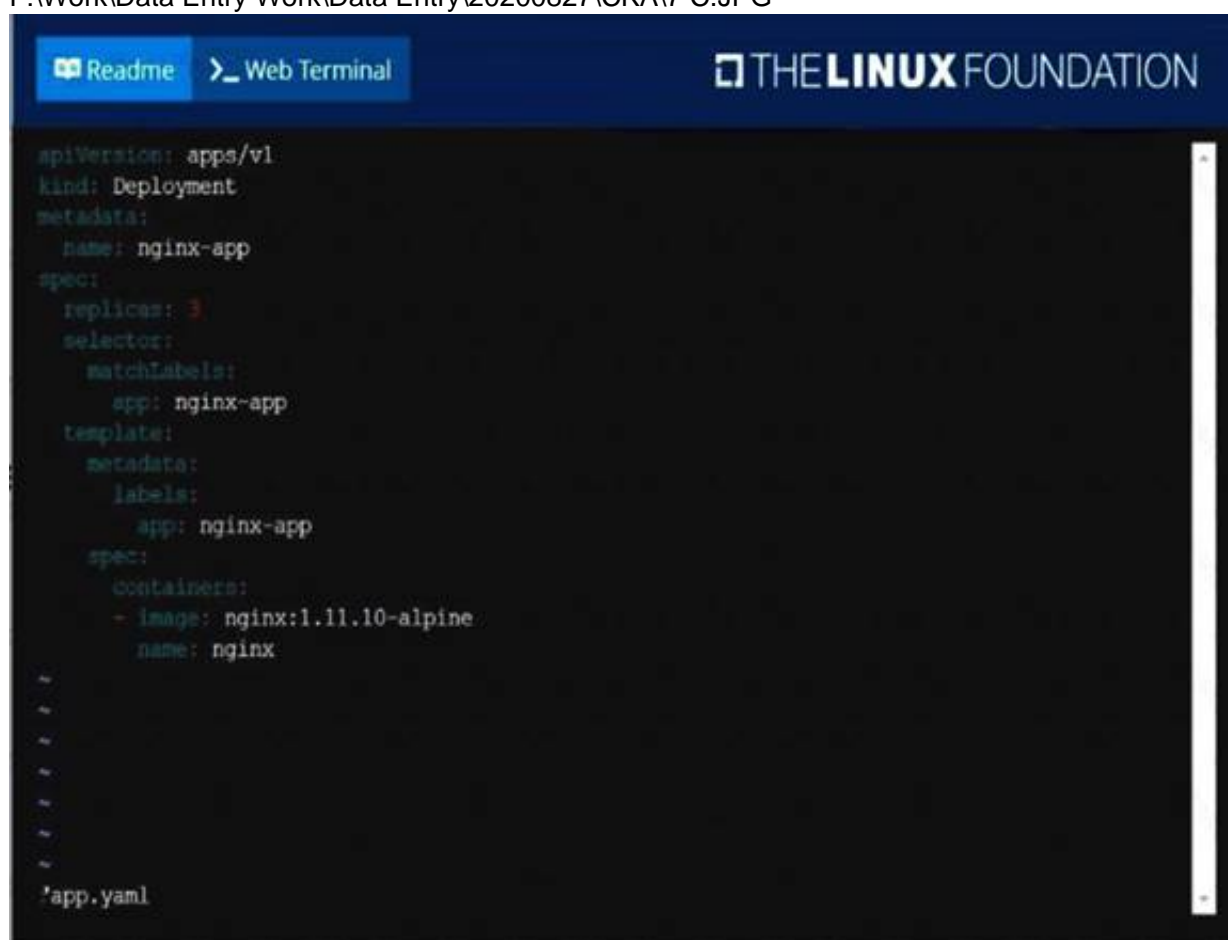 F:\Work\Data Entry Work\Data Entry\20200827\CKA\7 C.JPG
Readme >_ Web Terminal THE LINUX FOUNDATION
apiVersion: apps/v1
kind: Deployment
metadata:
  name: nginx-app
spec:
  replicas: 3
  selector:
    matchLabels:
      app: nginx-app
  template:
    metadata:
      labels:
        app: nginx-app
    spec:
      containers:
      - image: nginx:1.11.10-alpine
        name: nginx
~
~
~
~
~
~
~
"app.yaml